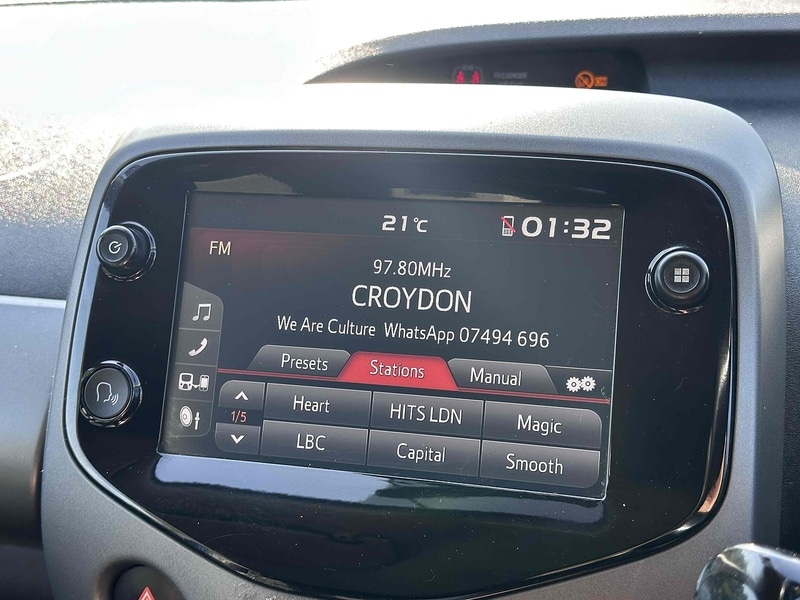 PASSENGER
21°C
01:32
FM
97.80MHz
CROYDON
We Are Culture WhatsApp 07494 696
Presets
Stations
Manual
1/5
Heart
HITS LDN
Magic
LBC
Capital
Smooth